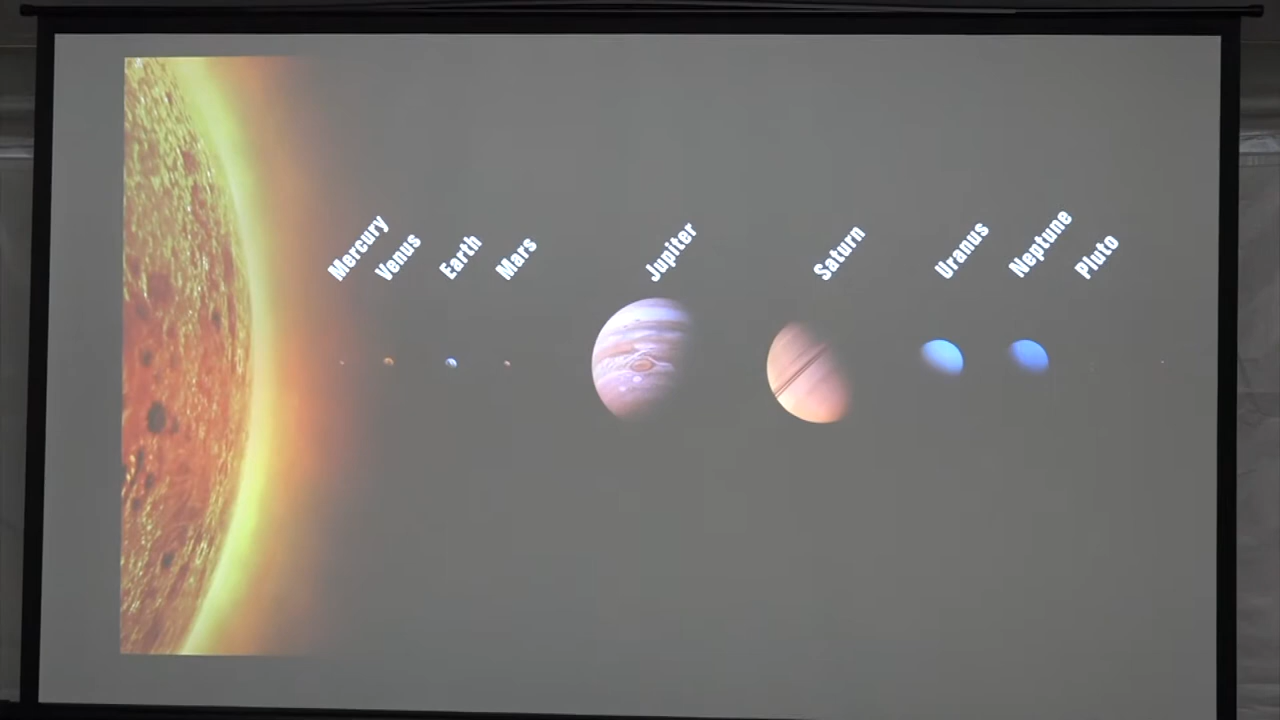 Mercury
Venus
Earth
Mars
Jupiter
Saturn
Uranus
Neptune
Pluto